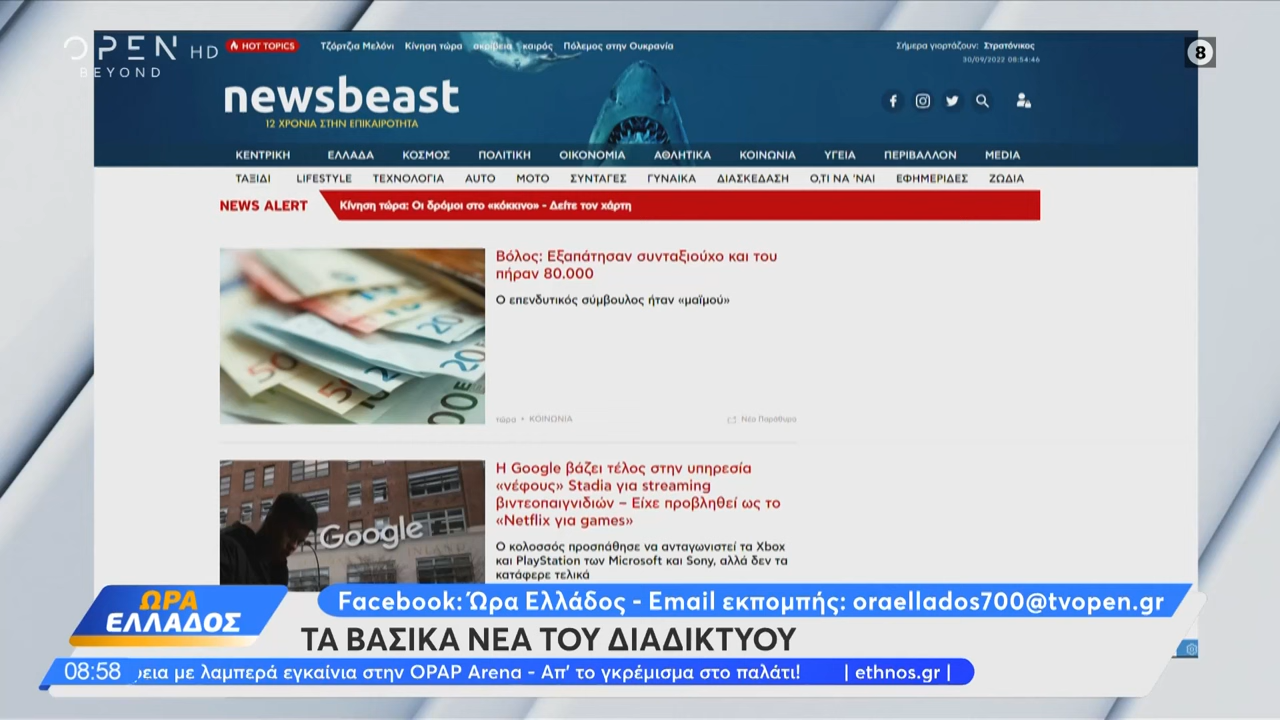 OPEN HD
BEYOND
HOT TOPICS
Τζόρτζια Μελόνι Κίνηση τώρα ακρίβεια καιρός Πόλεμος στην Ουκρανία
Σήμερα γιορτάζουν: Στρατόνικος
30/09/2022 08:54:46
8
newsbeast
12 ΧΡΟΝΙΑ ΣΤΗΝ ΕΠΙΚΑΙΡΟΤΗΤΑ
ΚΕΝΤΡΙΚΗ ΕΛΛΑΔΑ ΚΟΣΜΟΣ ΠΟΛΙΤΙΚΗ ΟΙΚΟΝΟΜΙΑ ΑΘΛΗΤΙΚΑ ΚΟΙΝΩΝΙΑ ΥΓΕΙΑ ΠΕΡΙΒΑΛΛΟΝ MEDIA
ΤΑΞΙΔΙ LIFESTYLE ΤΕΧΝΟΛΟΓΙΑ AUTO MOTO ΣΥΝΤΑΓΕΣ ΓΥΝΑΙΚΑ ΔΙΑΣΚΕΔΑΣΗ Ο,ΤΙ ΝΑ 'ΝΑΙ ΕΦΗΜΕΡΙΔΕΣ ΖΩΔΙΑ
NEWS ALERT Κίνηση τώρα: Οι δρόμοι στο «κόκκινο» - Δείτε τον χάρτη
Βόλος: Εξαπάτησαν συνταξιούχο και του
πήραν 80.000
Ο επενδυτικός σύμβουλος ήταν «μαϊμού»
τώρα • ΚΟΙΝΩΝΙΑ Νέο Παράθυρο
Η Google βάζει τέλος στην υπηρεσία
«νέφους» Stadia για streaming
βιντεοπαιγνιδιών – Είχε προβληθεί ως το
«Netflix για games»
Ο κολοσσός προσπάθησε να ανταγωνιστεί τα Xbox
και PlayStation των Microsoft και Sony, αλλά δεν τα
κατάφερε τελικά
Google
ΩΡΑ
ΕΛΛΑΔΟΣ
Facebook: Ώρα Ελλάδος - Email εκπομπής: oraellados700@tvopen.gr
ΤΑ ΒΑΣΙΚΑ ΝΕΑ ΤΟΥ ΔΙΑΔΙΚΤΥΟΥ
08:58 με λαμπερά εγκαίνια στην OPAP Arena - Απ' το γκρέμισμα στο παλάτι! | ethnos.gr |